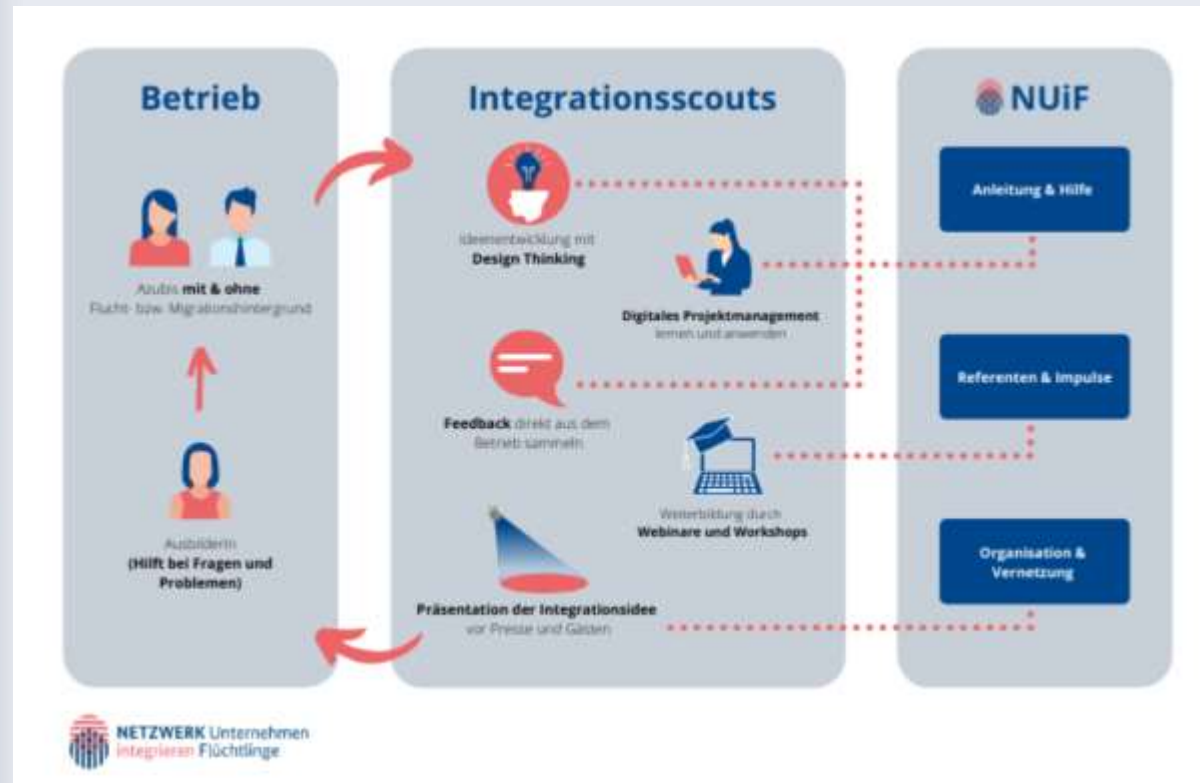 Betrieb
Azubis mit & ohne
Flucht- bzw. Migrationshintergrund
AusbilderIn
(Hilft bei Fragen und
Problemen)
Integrationsscouts
Ideenentwicklung mit
Design Thinking
Digitales Projektmanagement
lernen und anwenden
Feedback direkt aus dem
Betrieb sammeln
Weiterbildung durch
Webinare und Workshops
Präsentation der Integrationsidee
vor Presse und Gästen
NUiF
Anleitung & Hilfe
Referenten & Impulse
Organisation &
Vernetzung
NETZWERK Unternehmen
integrieren Flüchtlinge